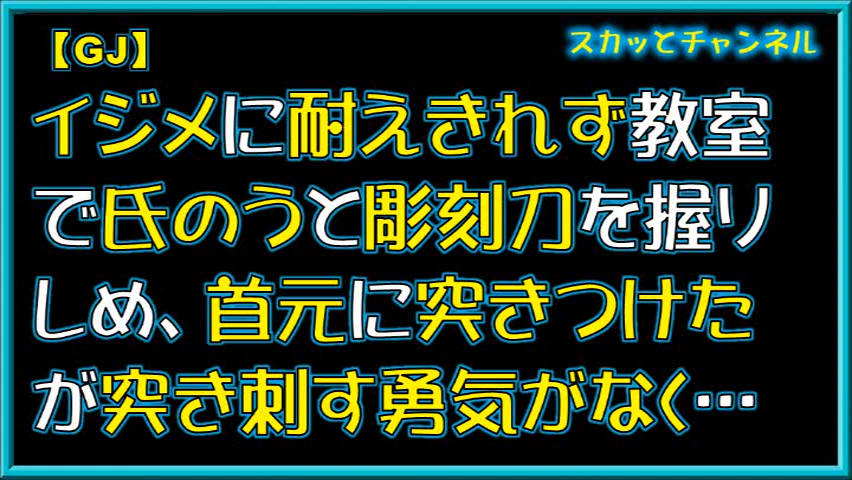 【GJ】
スカッとチャンネル
イジメに耐えきれず教室
で氏のうと彫刻刀を握り
しめ、首元に突きつけた
が突き刺す勇気がなく…